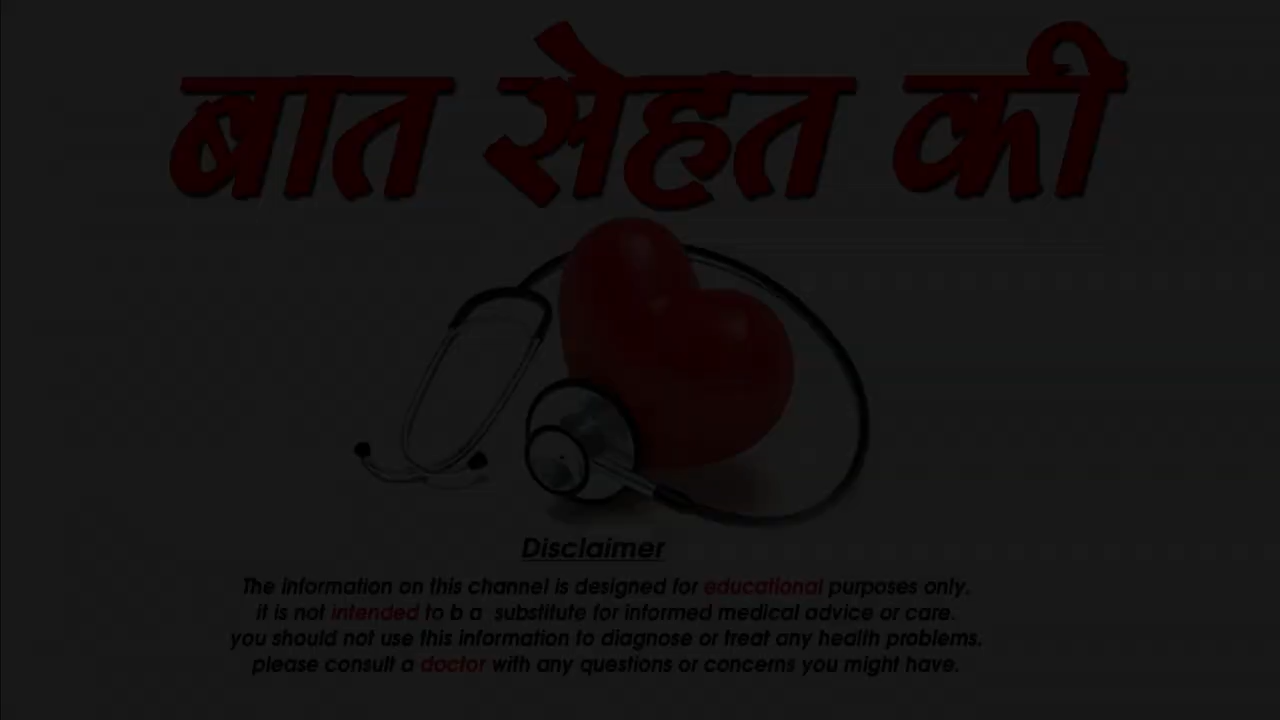 बात सेहत की
Disclaimer
The information on this channel is designed for educational purposes only.
it is not intended to b a substitute for informed medical advice or care.
you should not use this information to diagnose or treat any health problems.
please consult a doctor with any questions or concerns you might have.